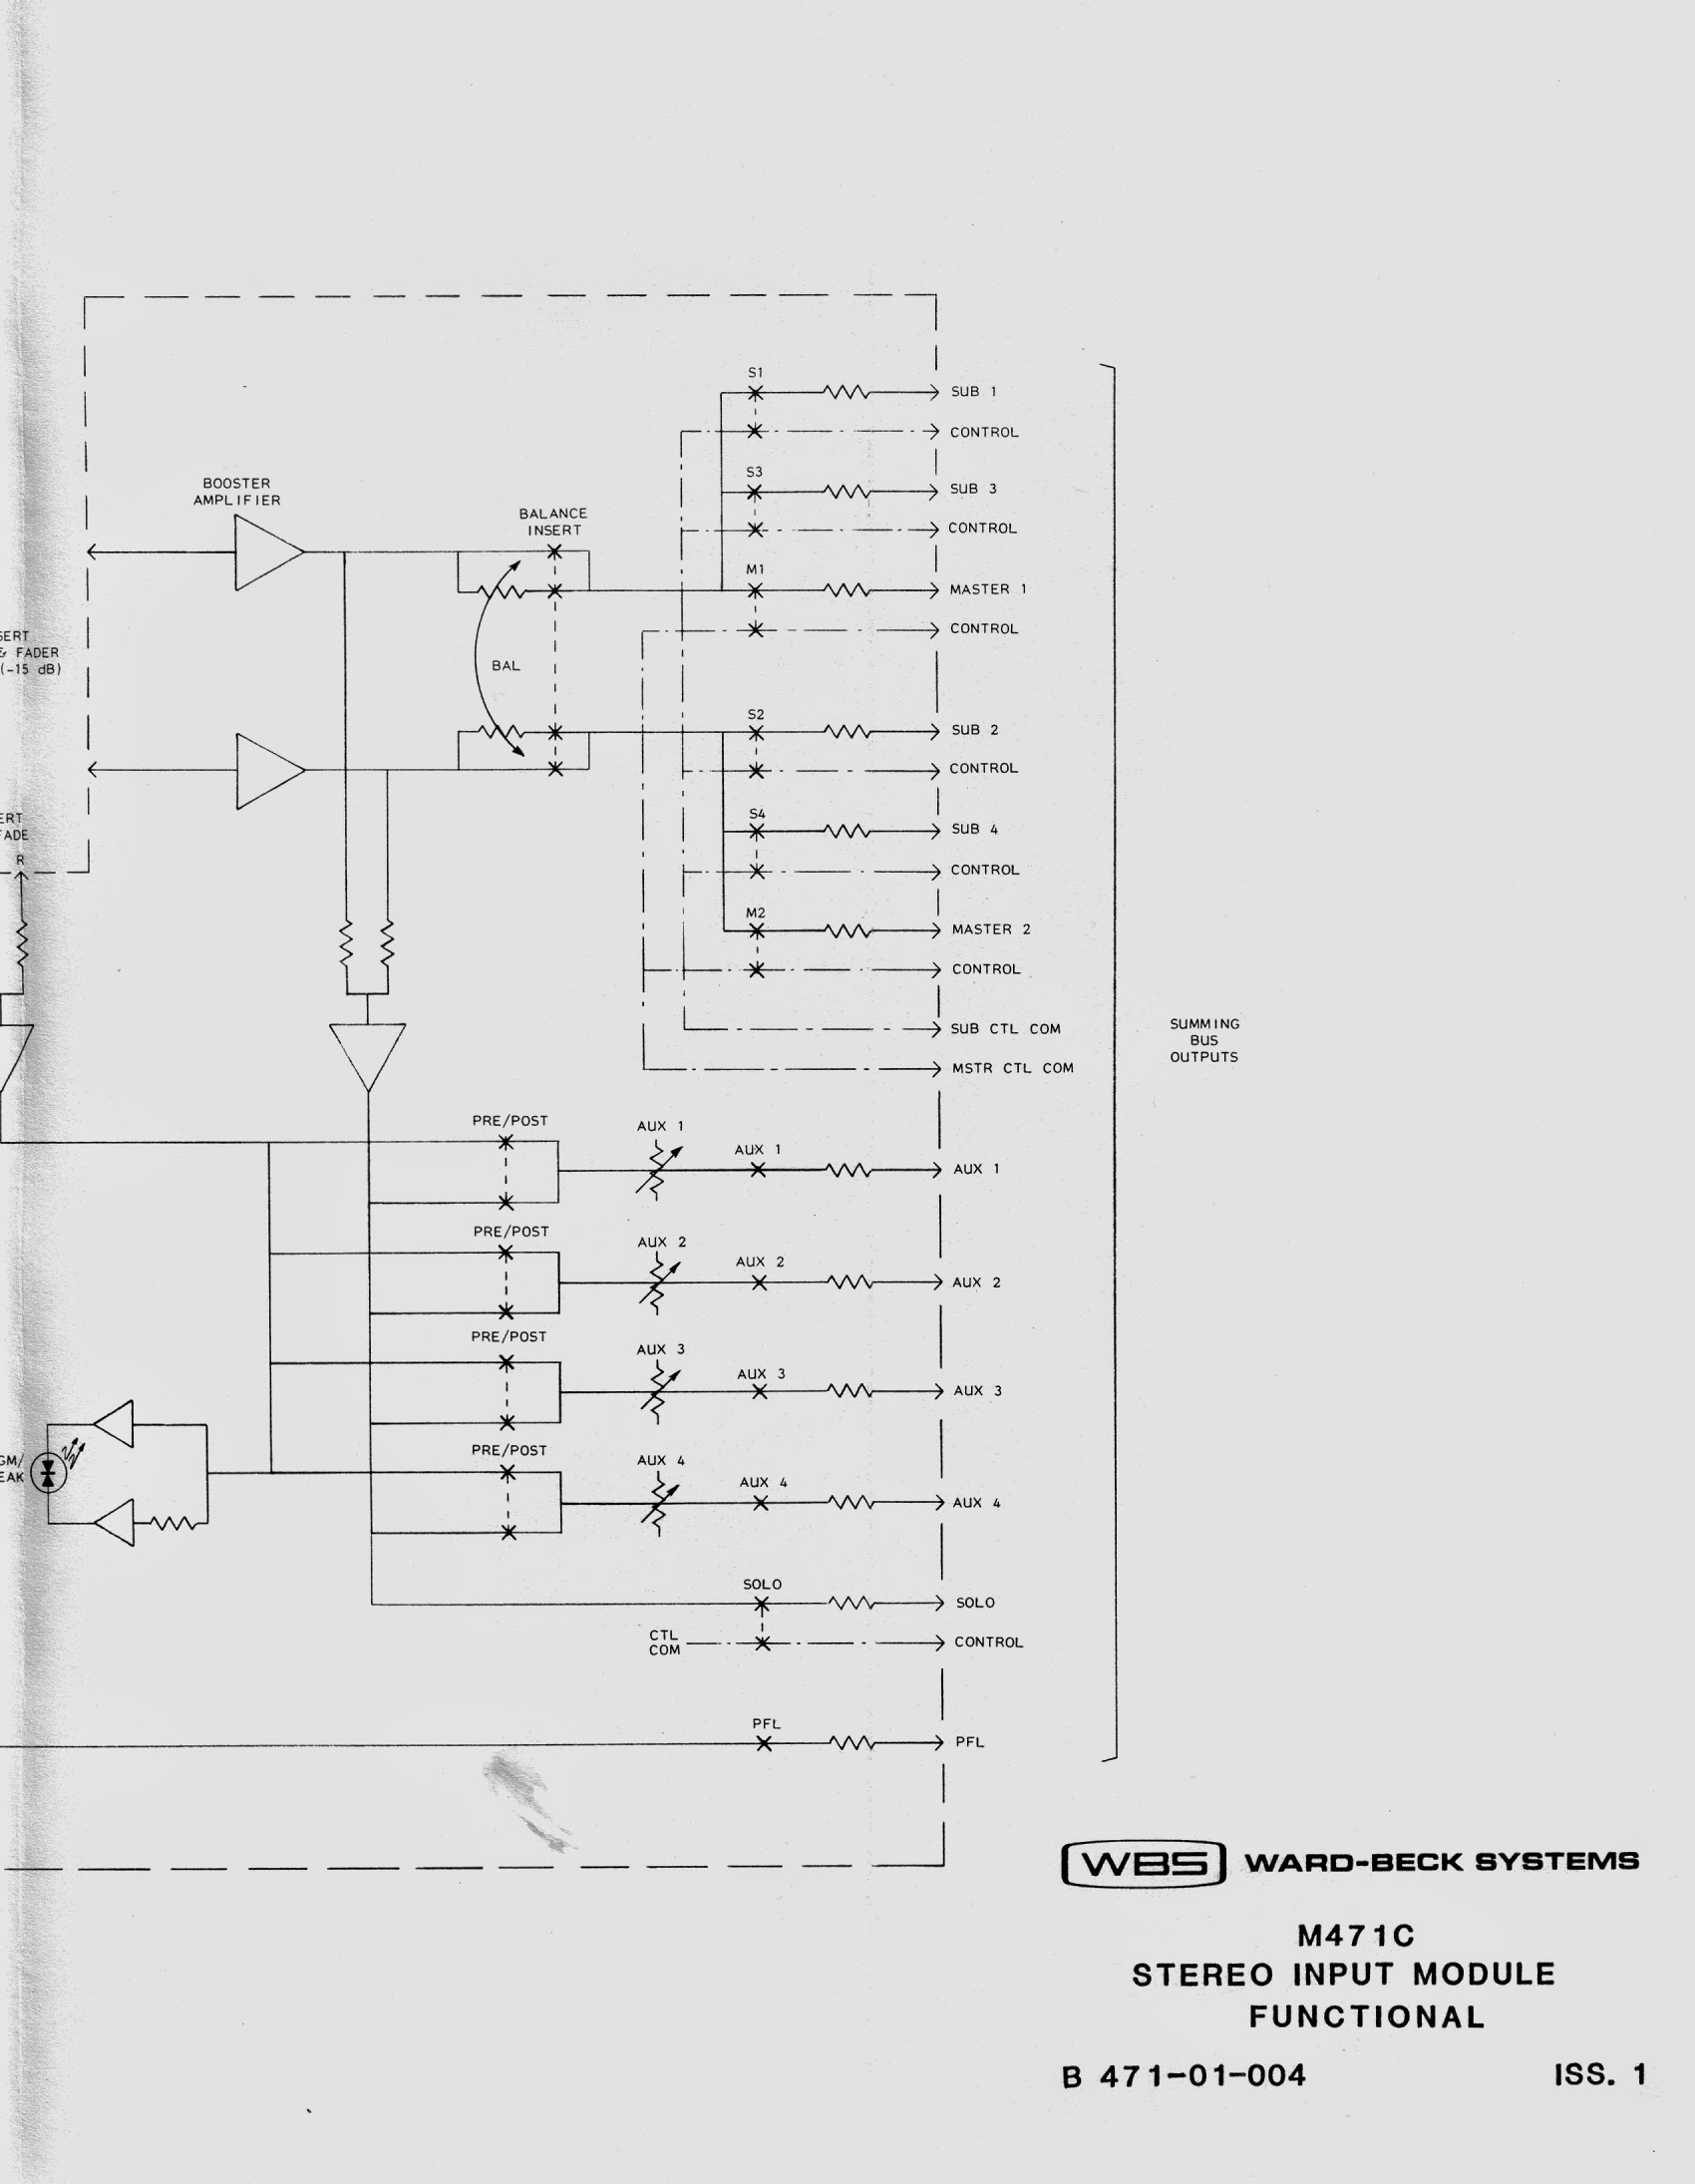 S1
SUB 1
CONTROL
S3
SUB 3
BOOSTER
AMPLIFIER
BALANCE
INSERT
CONTROL
M1
MASTER 1
CONTROL
& FADER
(-15 dB)
BAL
S2
SUB 2
CONTROL
S4
SUB 4
R
CONTROL
M2
MASTER 2
CONTROL
SUB CTL COM
SUMMING
BUS
OUTPUTS
MSTR CTL COM
PRE/POST
AUX 1
AUX 1
AUX 1
PRE/POST
AUX 2
AUX 2
AUX 2
PRE/POST
AUX 3
AUX 3
AUX 3
PRE/POST
AUX 4
AUX 4
AUX 4
SOLO
SOLO
CTL
COM
CONTROL
PFL
PFL
WBS WARD-BECK SYSTEMS
M471C
STEREO INPUT MODULE
FUNCTIONAL
B 471-01-004 ISS. 1